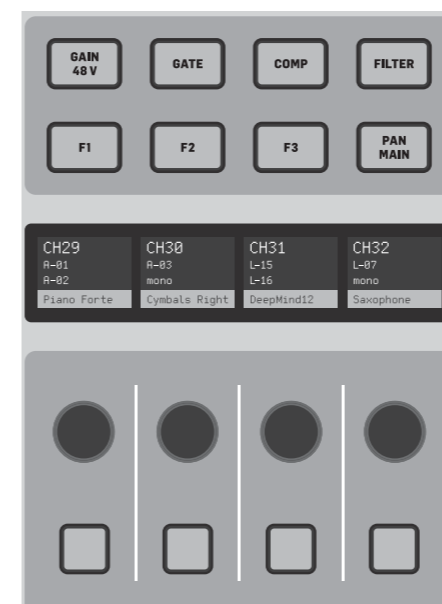 GAIN
48 V
GATE
COMP
FILTER
F1
F2
F3
PAN
MAIN
CH29
A-01
A-02
Piano Forte
CH30
A-03
mono
Cymbals Right
CH31
L-15
L-16
DeepMind12
CH32
L-07
mono
Saxophone